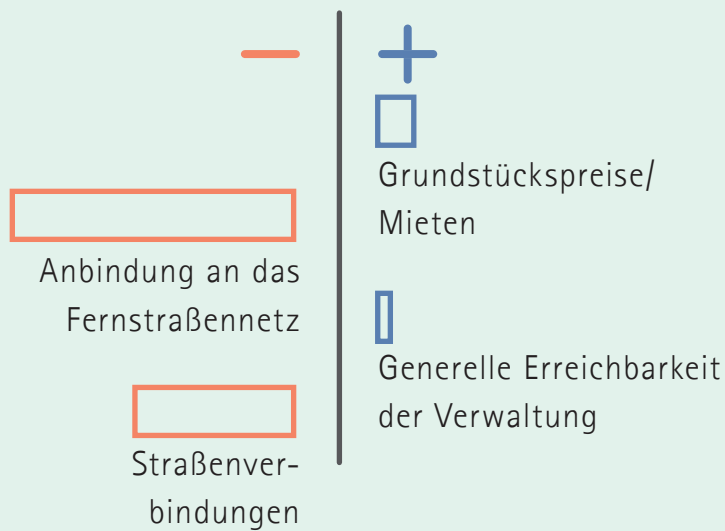 − +
Grundstückspreise/
Mieten
Anbindung an das
Fernstraßennetz
Generelle Erreichbarkeit
der Verwaltung
Straßenver-
bindungen